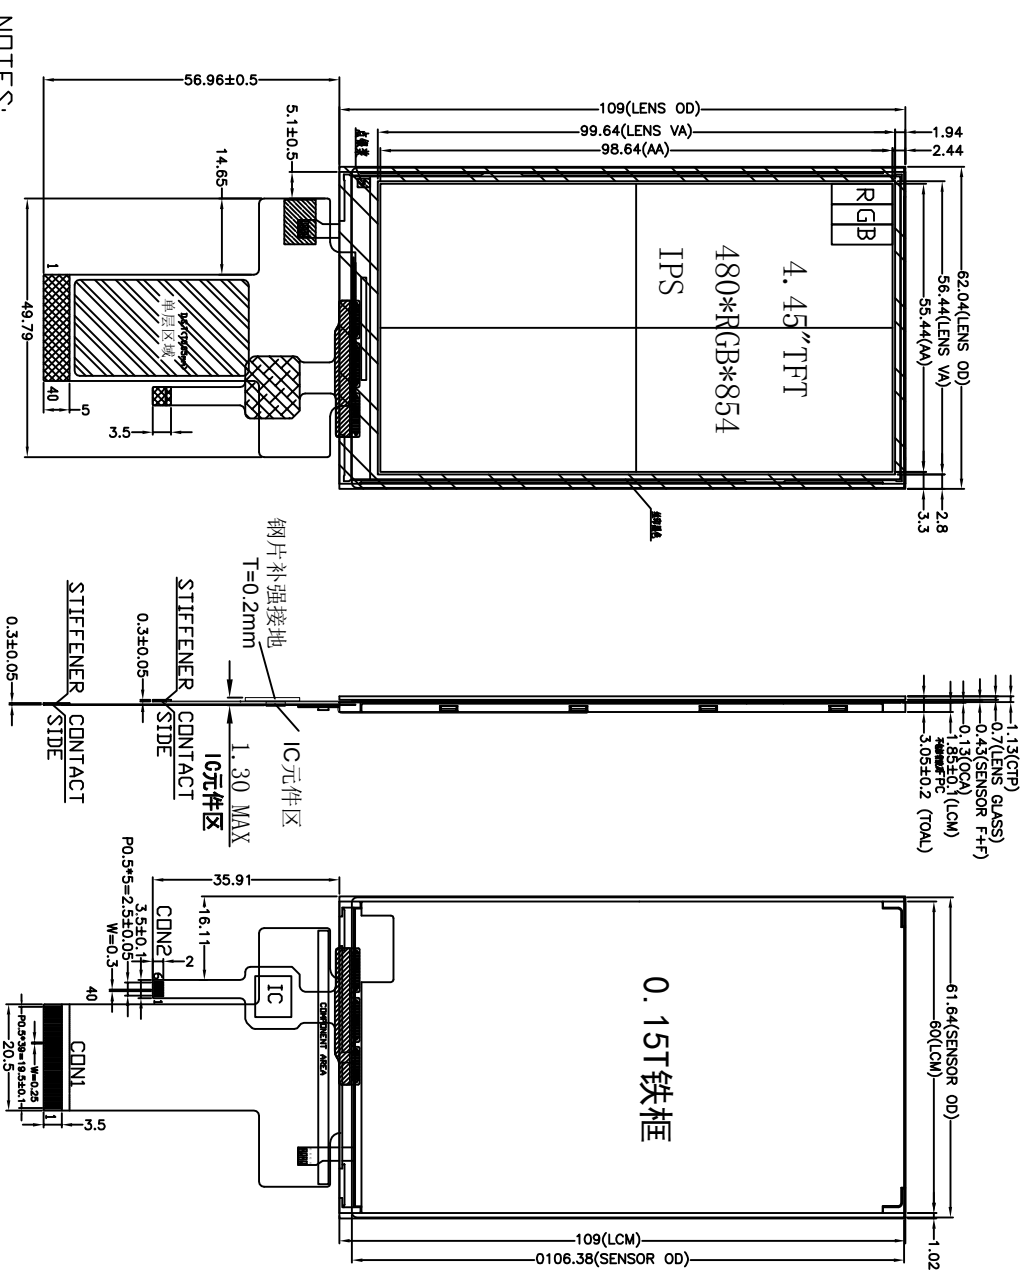 NOTES:
56.96±0.5
109(LENS OD)
99.64(LENS VA)
98.64(AA)
1.94
2.44
5.1±0.5
14.65
49.79
1
40
5
3.5
单层区域
R
G
B
4.45"TFT
480*RGB*854
IPS
62.04(LENS OD)
56.44(LENS VA)
55.44(AA)
2.8
3.3
钢片补强接地
T=0.2mm
STIFFENER
CONTACT
SIDE
0.3±0.05
STIFFENER
CONTACT
SIDE
0.3±0.05
IC元件区
1.30 MAX
IC元件区
1.13(CTP)
0.7(LENS GLASS)
0.43(SENSOR F+F)
0.13(OCA)
1.85±0.1(LCM)
3.05±0.2 (TOAL)
35.91
16.11
CON2
2
3.5±0.1
P0.5*5=2.5±0.05
W=0.3
6
1
IC
COMPONENT AREA
40
CON1
W=0.25
P0.5*39=19.5±0.1
20.5
1
3.5
0.15T铁框
61.64(SENSOR OD)
60(LCM)
1.02
109(LCM)
0106.38(SENSOR OD)